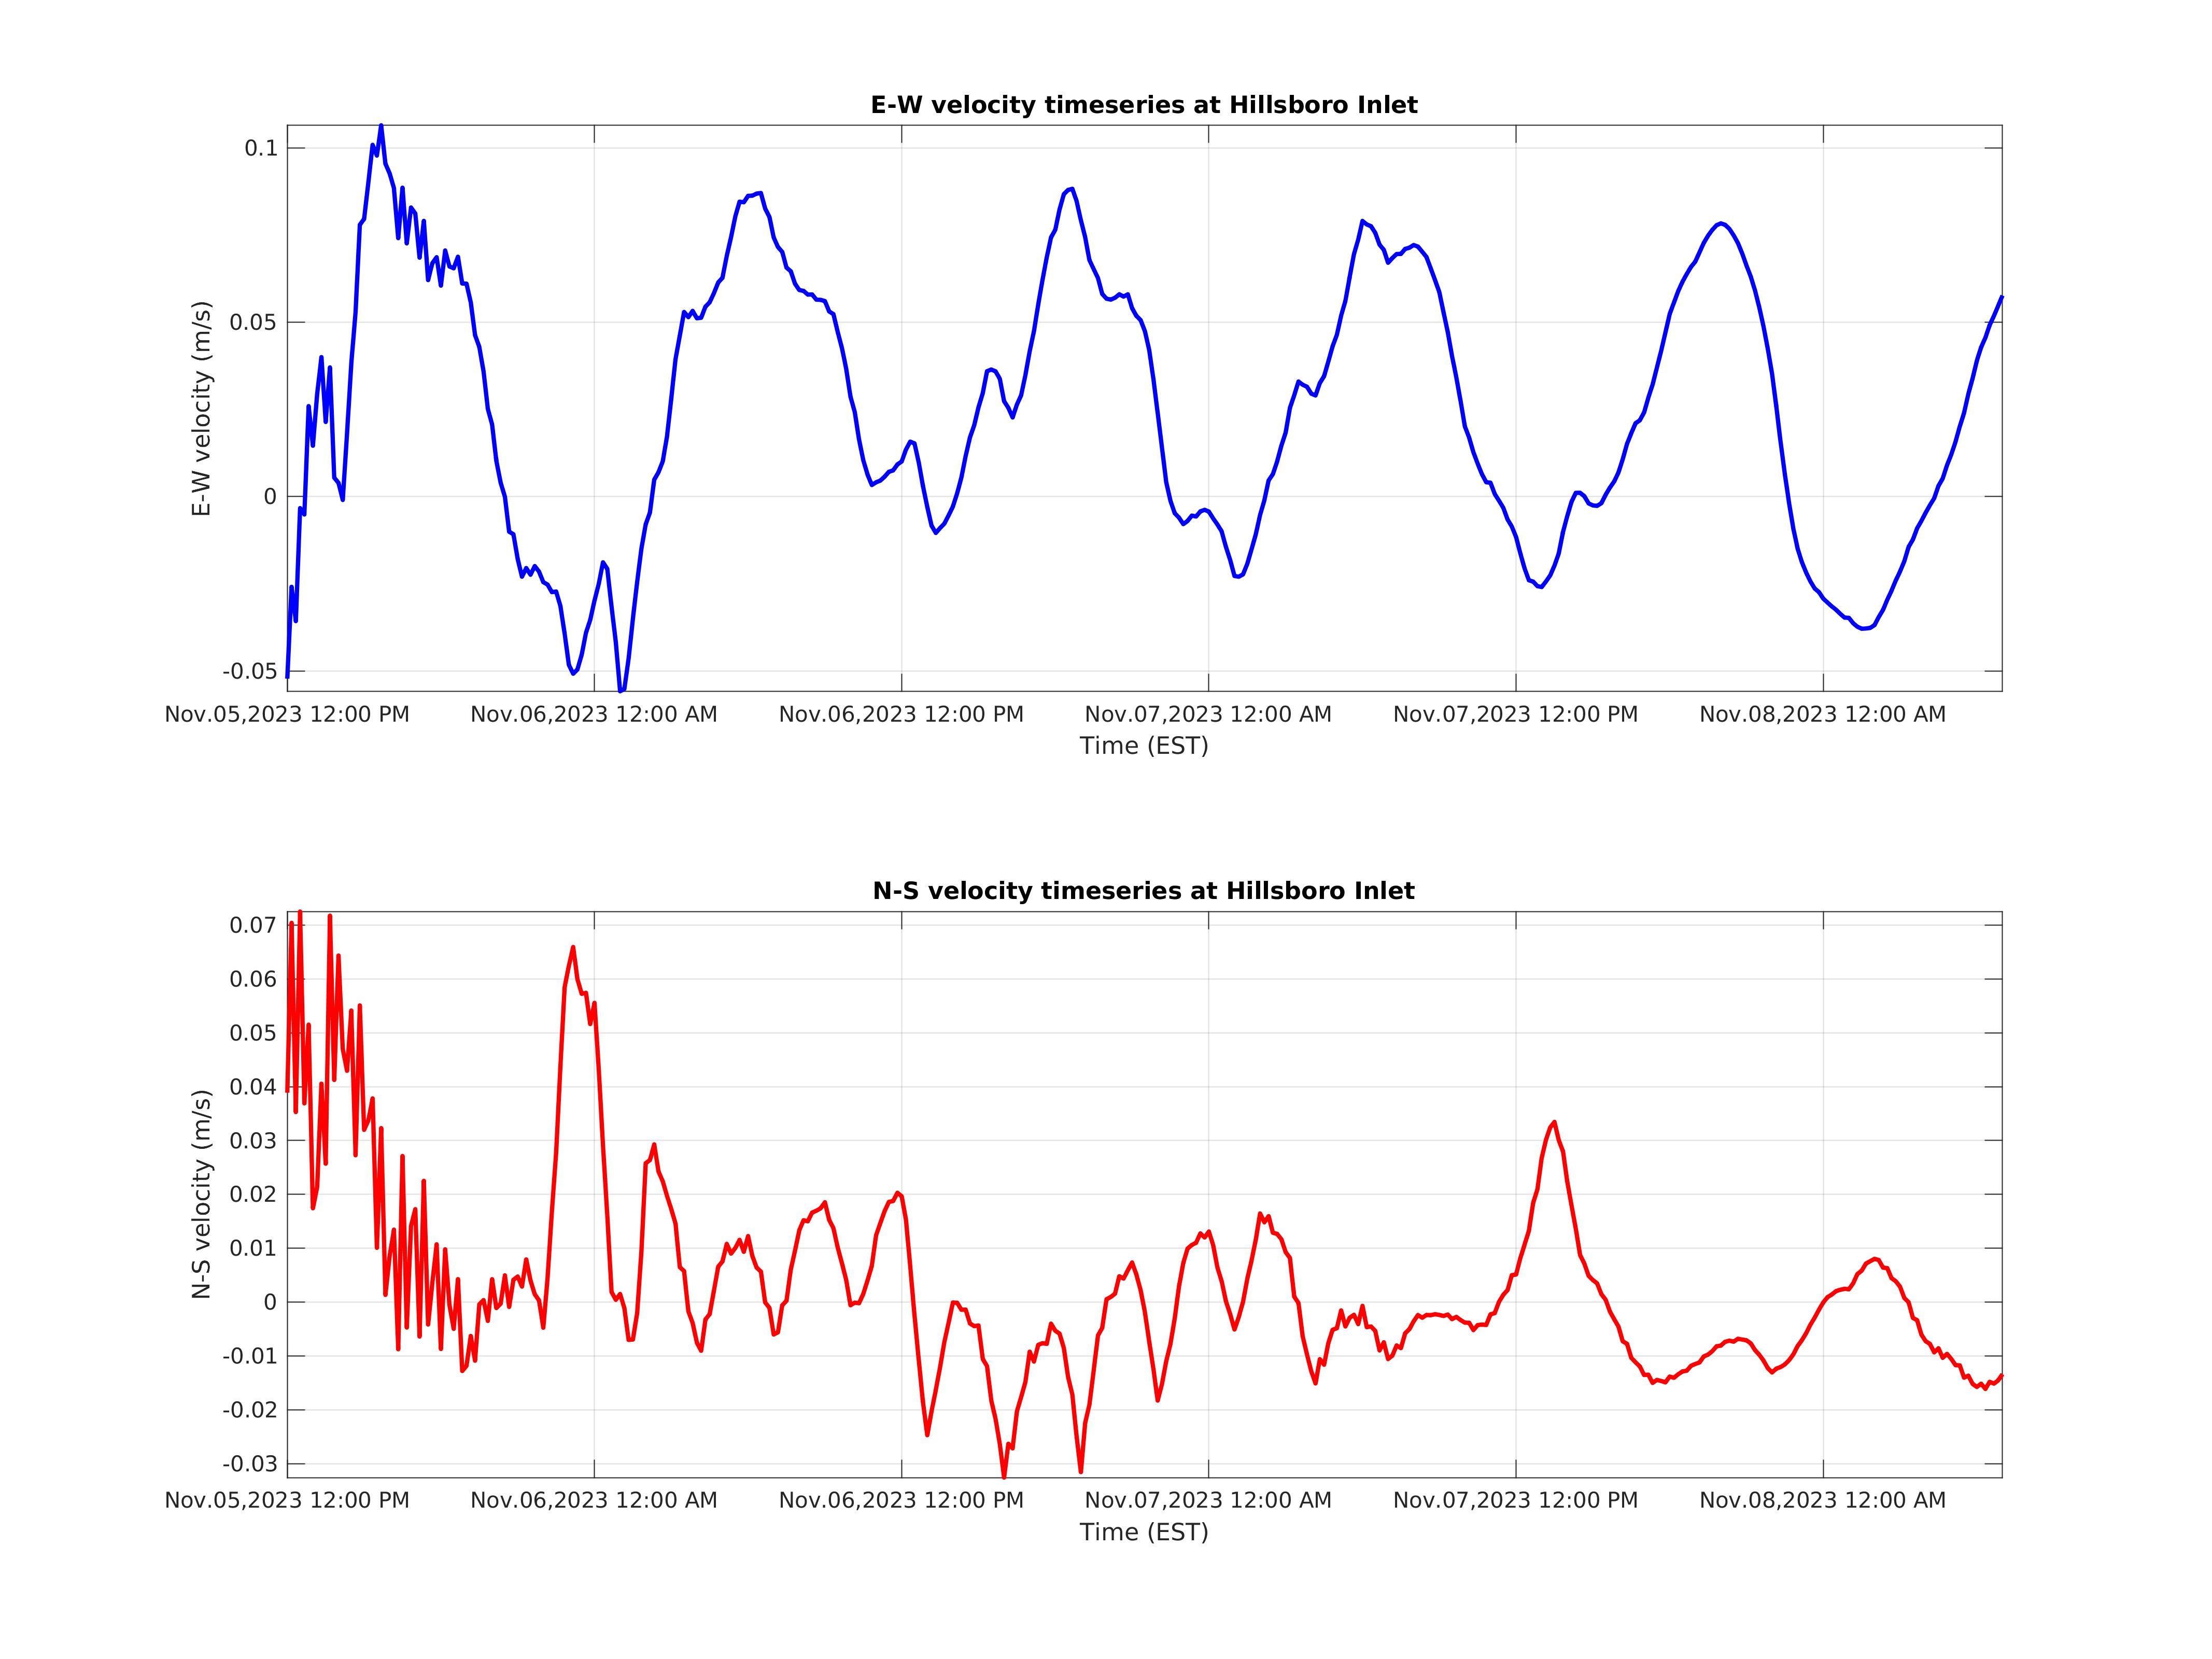 E-W velocity timeseries at Hillsboro Inlet
0.1
0.05
0
-0.05
E-W velocity (m/s)
Nov.05,2023 12:00 PM Nov.06,2023 12:00 AM Nov.06,2023 12:00 PM Nov.07,2023 12:00 AM Nov.07,2023 12:00 PM Nov.08,2023 12:00 AM
Time (EST)
N-S velocity timeseries at Hillsboro Inlet
0.07
0.06
0.05
0.04
0.03
0.02
0.01
0
-0.01
-0.02
-0.03
N-S velocity (m/s)
Nov.05,2023 12:00 PM Nov.06,2023 12:00 AM Nov.06,2023 12:00 PM Nov.07,2023 12:00 AM Nov.07,2023 12:00 PM Nov.08,2023 12:00 AM
Time (EST)